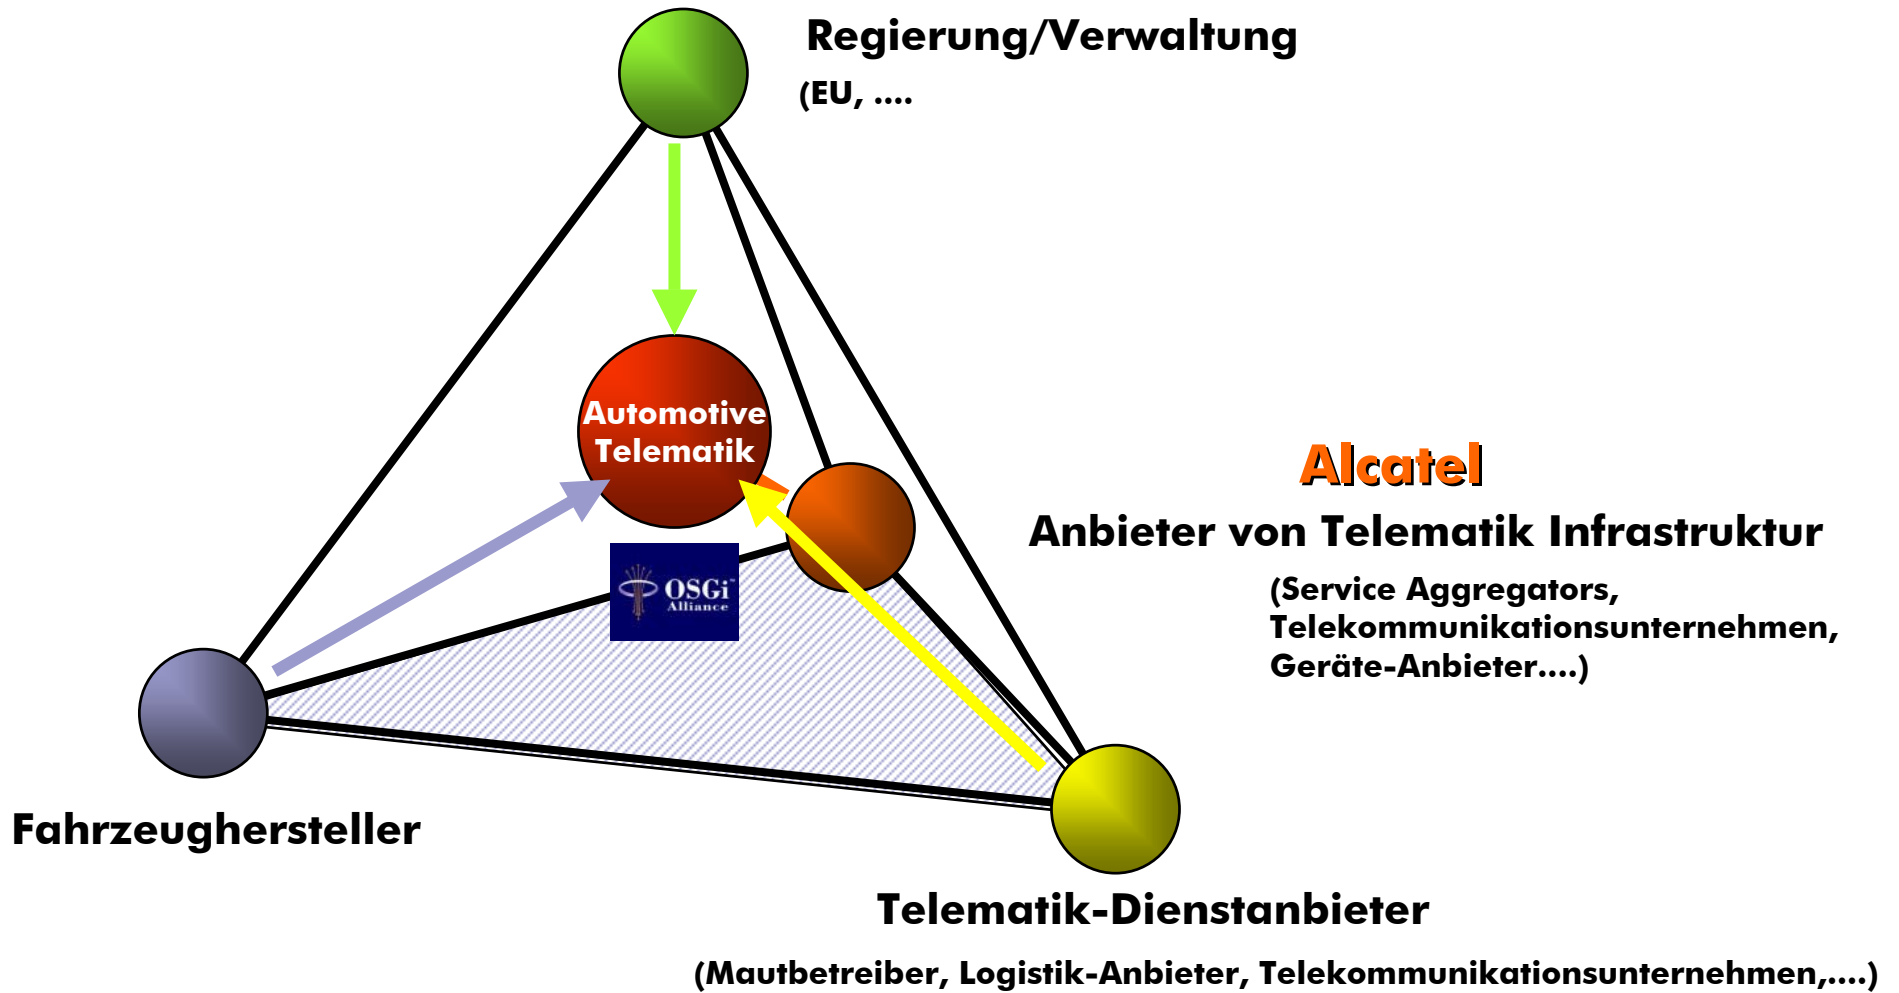 Regierung/Verwaltung
(EU, ....
Automotive
Telematik
Alcatel
Anbieter von Telematik Infrastruktur
(Service Aggregators,
Telekommunikationsunternehmen,
Geräte-Anbieter....)
OSGi™
Alliance
Fahrzeughersteller
Telematik-Dienstanbieter
(Mautbetreiber, Logistik-Anbieter, Telekommunikationsunternehmen,....)